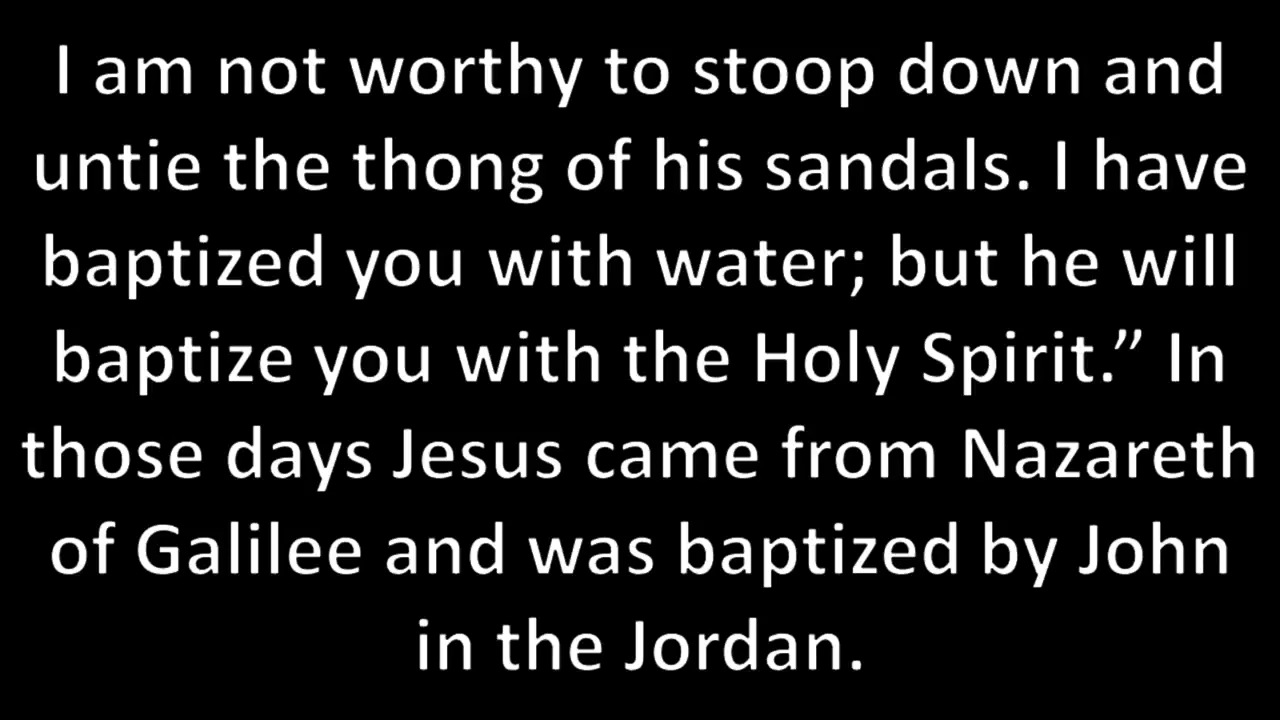 I am not worthy to stoop down and
untie the thong of his sandals. I have
baptized you with water; but he will
baptize you with the Holy Spirit.” In
those days Jesus came from Nazareth
of Galilee and was baptized by John
in the Jordan.